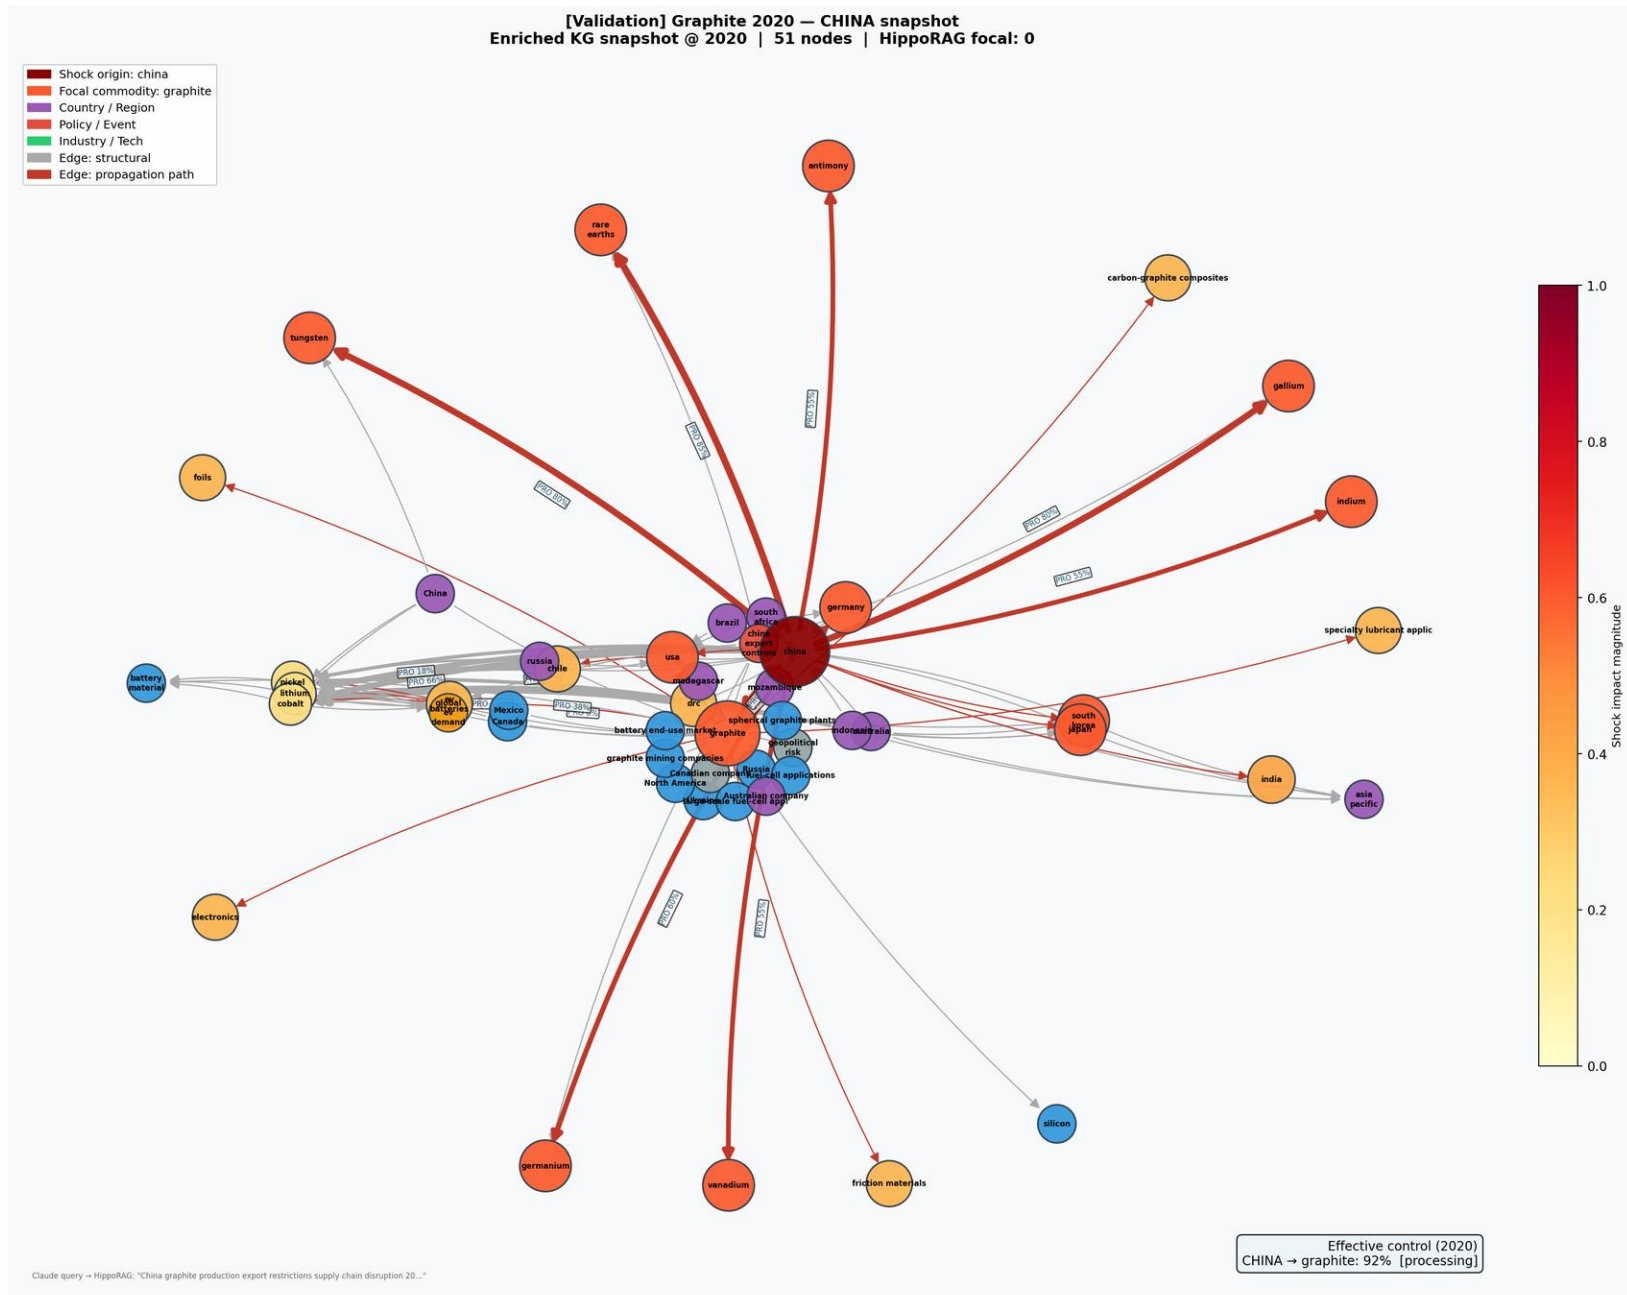 [Validation] Graphite 2020 — CHINA snapshot
Enriched KG snapshot @ 2020 | 51 nodes | HippoRAG focal: 0
Shock origin: china
Focal commodity: graphite
Country / Region
Policy / Event
Industry / Tech
Edge: structural
Edge: propagation path
antimony
rare
earths
carbon-graphite composites
tungsten
gallium
PRO 55%
PRO 85%
foils
PRO 80%
PRO 80%
indium
PRO 55%
China
germany
south
africa
brazil
china
export
controls
china
specialty lubricant applic
usa
russia
chile
PRO 18%
PRO 66%
madagascar
mozambique
battery
material
nickel
lithium
cobalt
global
ev
demand
batteries
Mexico
Canada
PRO 38%
drc
spherical graphite plants
battery end-use market
graphite
indonesia
australia
south
korea
japan
geopolitical
risk
graphite mining companies
Canadian company
Russia
fuel-cell applications
North America
india
Australian company
large-scale fuel-cell appl
asia
pacific
electronics
PRO 60%
PRO 55%
silicon
germanium
vanadium
friction materials
1.0
0.8
0.6
0.4
0.2
0.0
Shock impact magnitude
Effective control (2020)
CHINA → graphite: 92% [processing]
Claude query → HippoRAG: "China graphite production export restrictions supply chain disruption 20..."